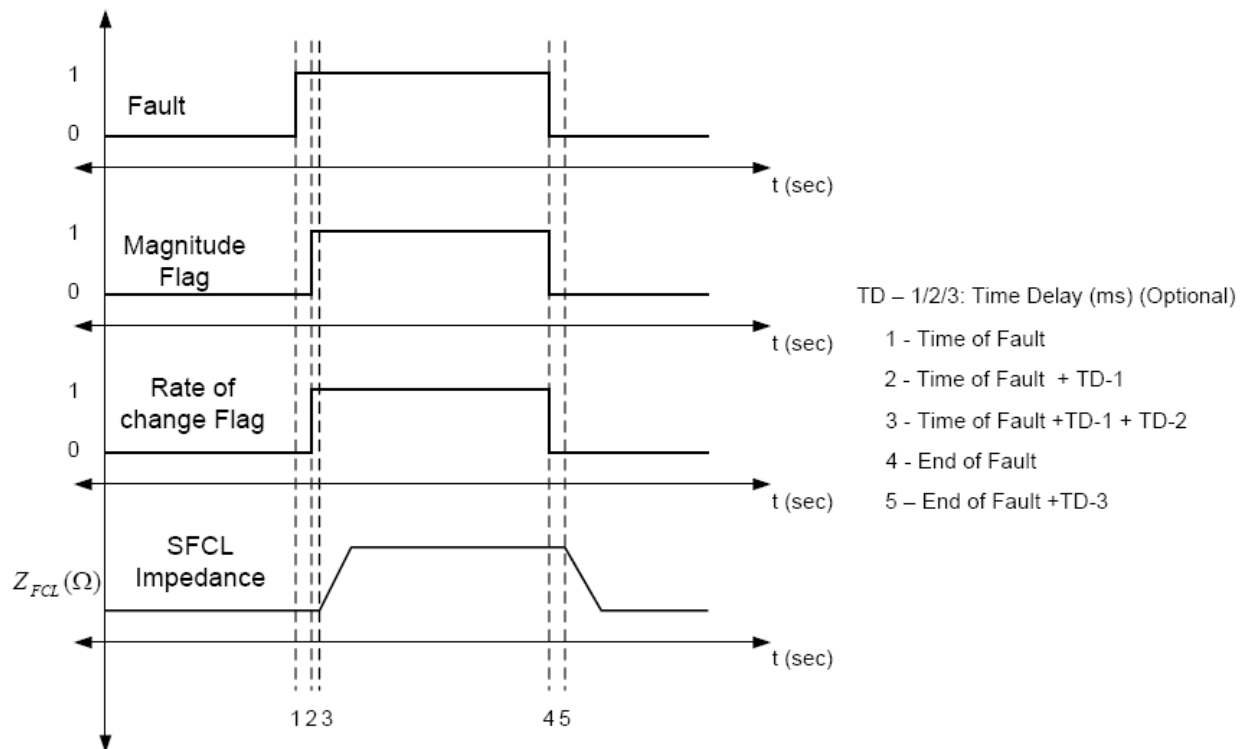 1
Fault
0
t (sec)
1
Magnitude
Flag
0
t (sec)
1
Rate of
change Flag
0
t (sec)
SFCL
Impedance
Z_FCL(Ω)
t (sec)
1 2 3
4 5
TD – 1/2/3: Time Delay (ms) (Optional)
1 - Time of Fault
2 - Time of Fault + TD-1
3 - Time of Fault +TD-1 + TD-2
4 - End of Fault
5 – End of Fault +TD-3